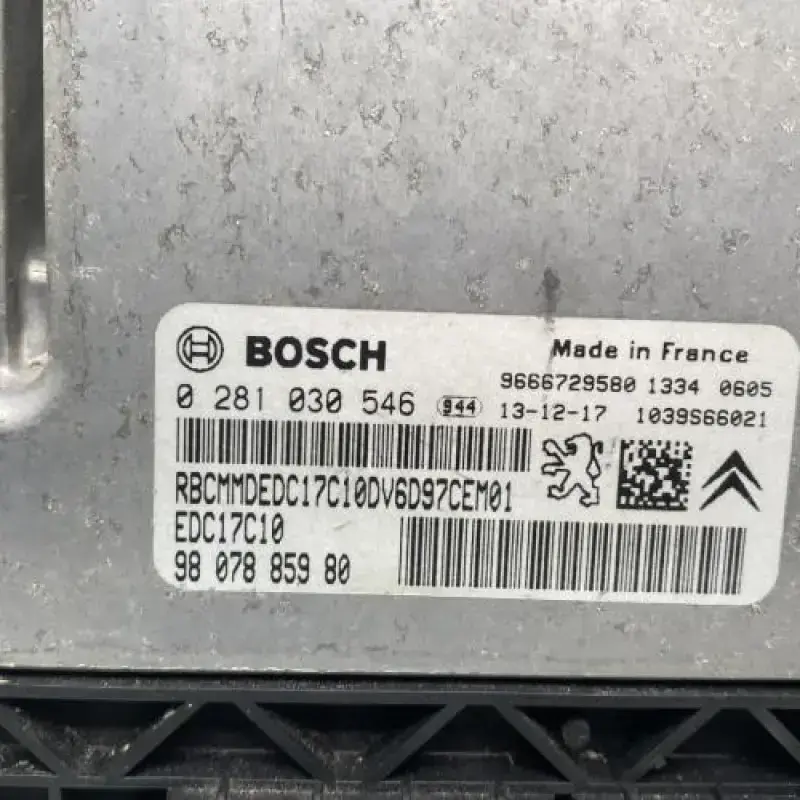 BOSCH
Made in France
9666729580 1334 0605
0 281 030 546 944 13-12-17 1039S66021
RBCMMDEDC17C10DV6D97CEM01
EDC17C10
98 078 859 80